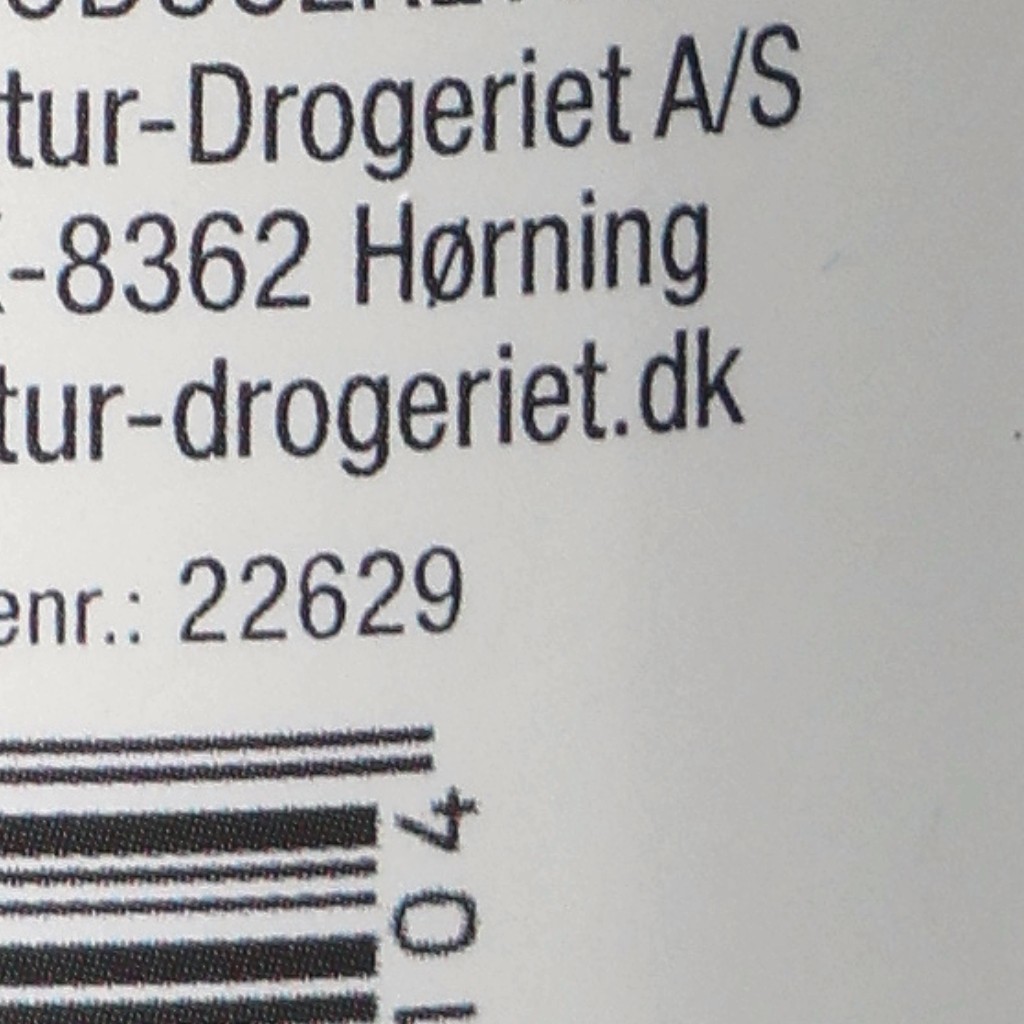 tur-Drogeriet A/S
-8362 Hørning
tur-drogeriet.dk
enr.: 22629
104